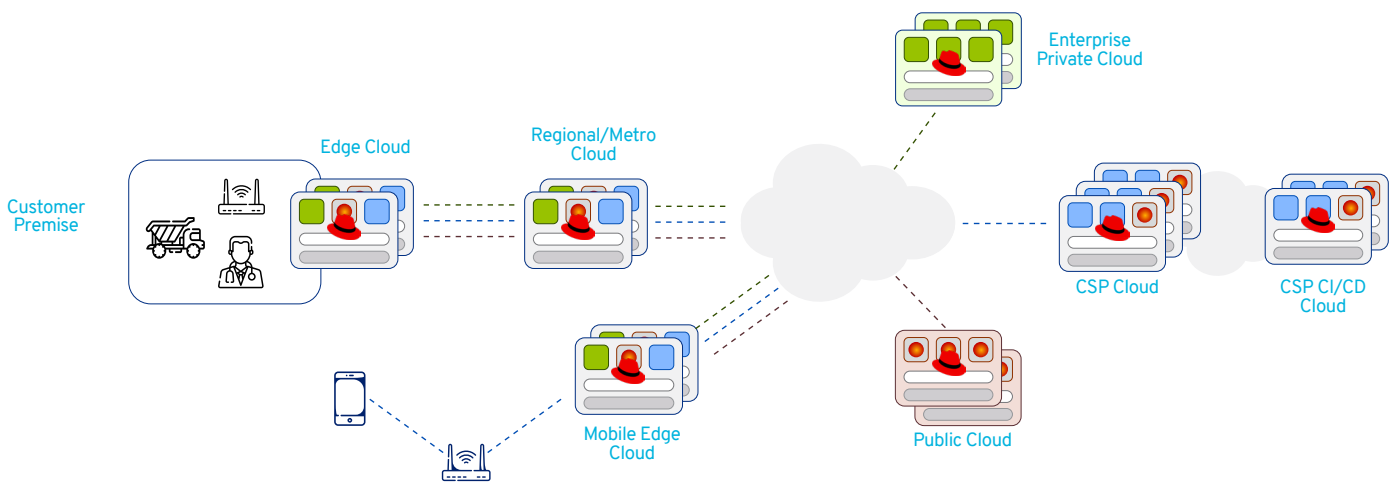 Enterprise
Private Cloud
Regional/Metro
Cloud
Edge Cloud
Customer
Premise
CSP Cloud
CSP CI/CD
Cloud
Mobile Edge
Cloud
Public Cloud